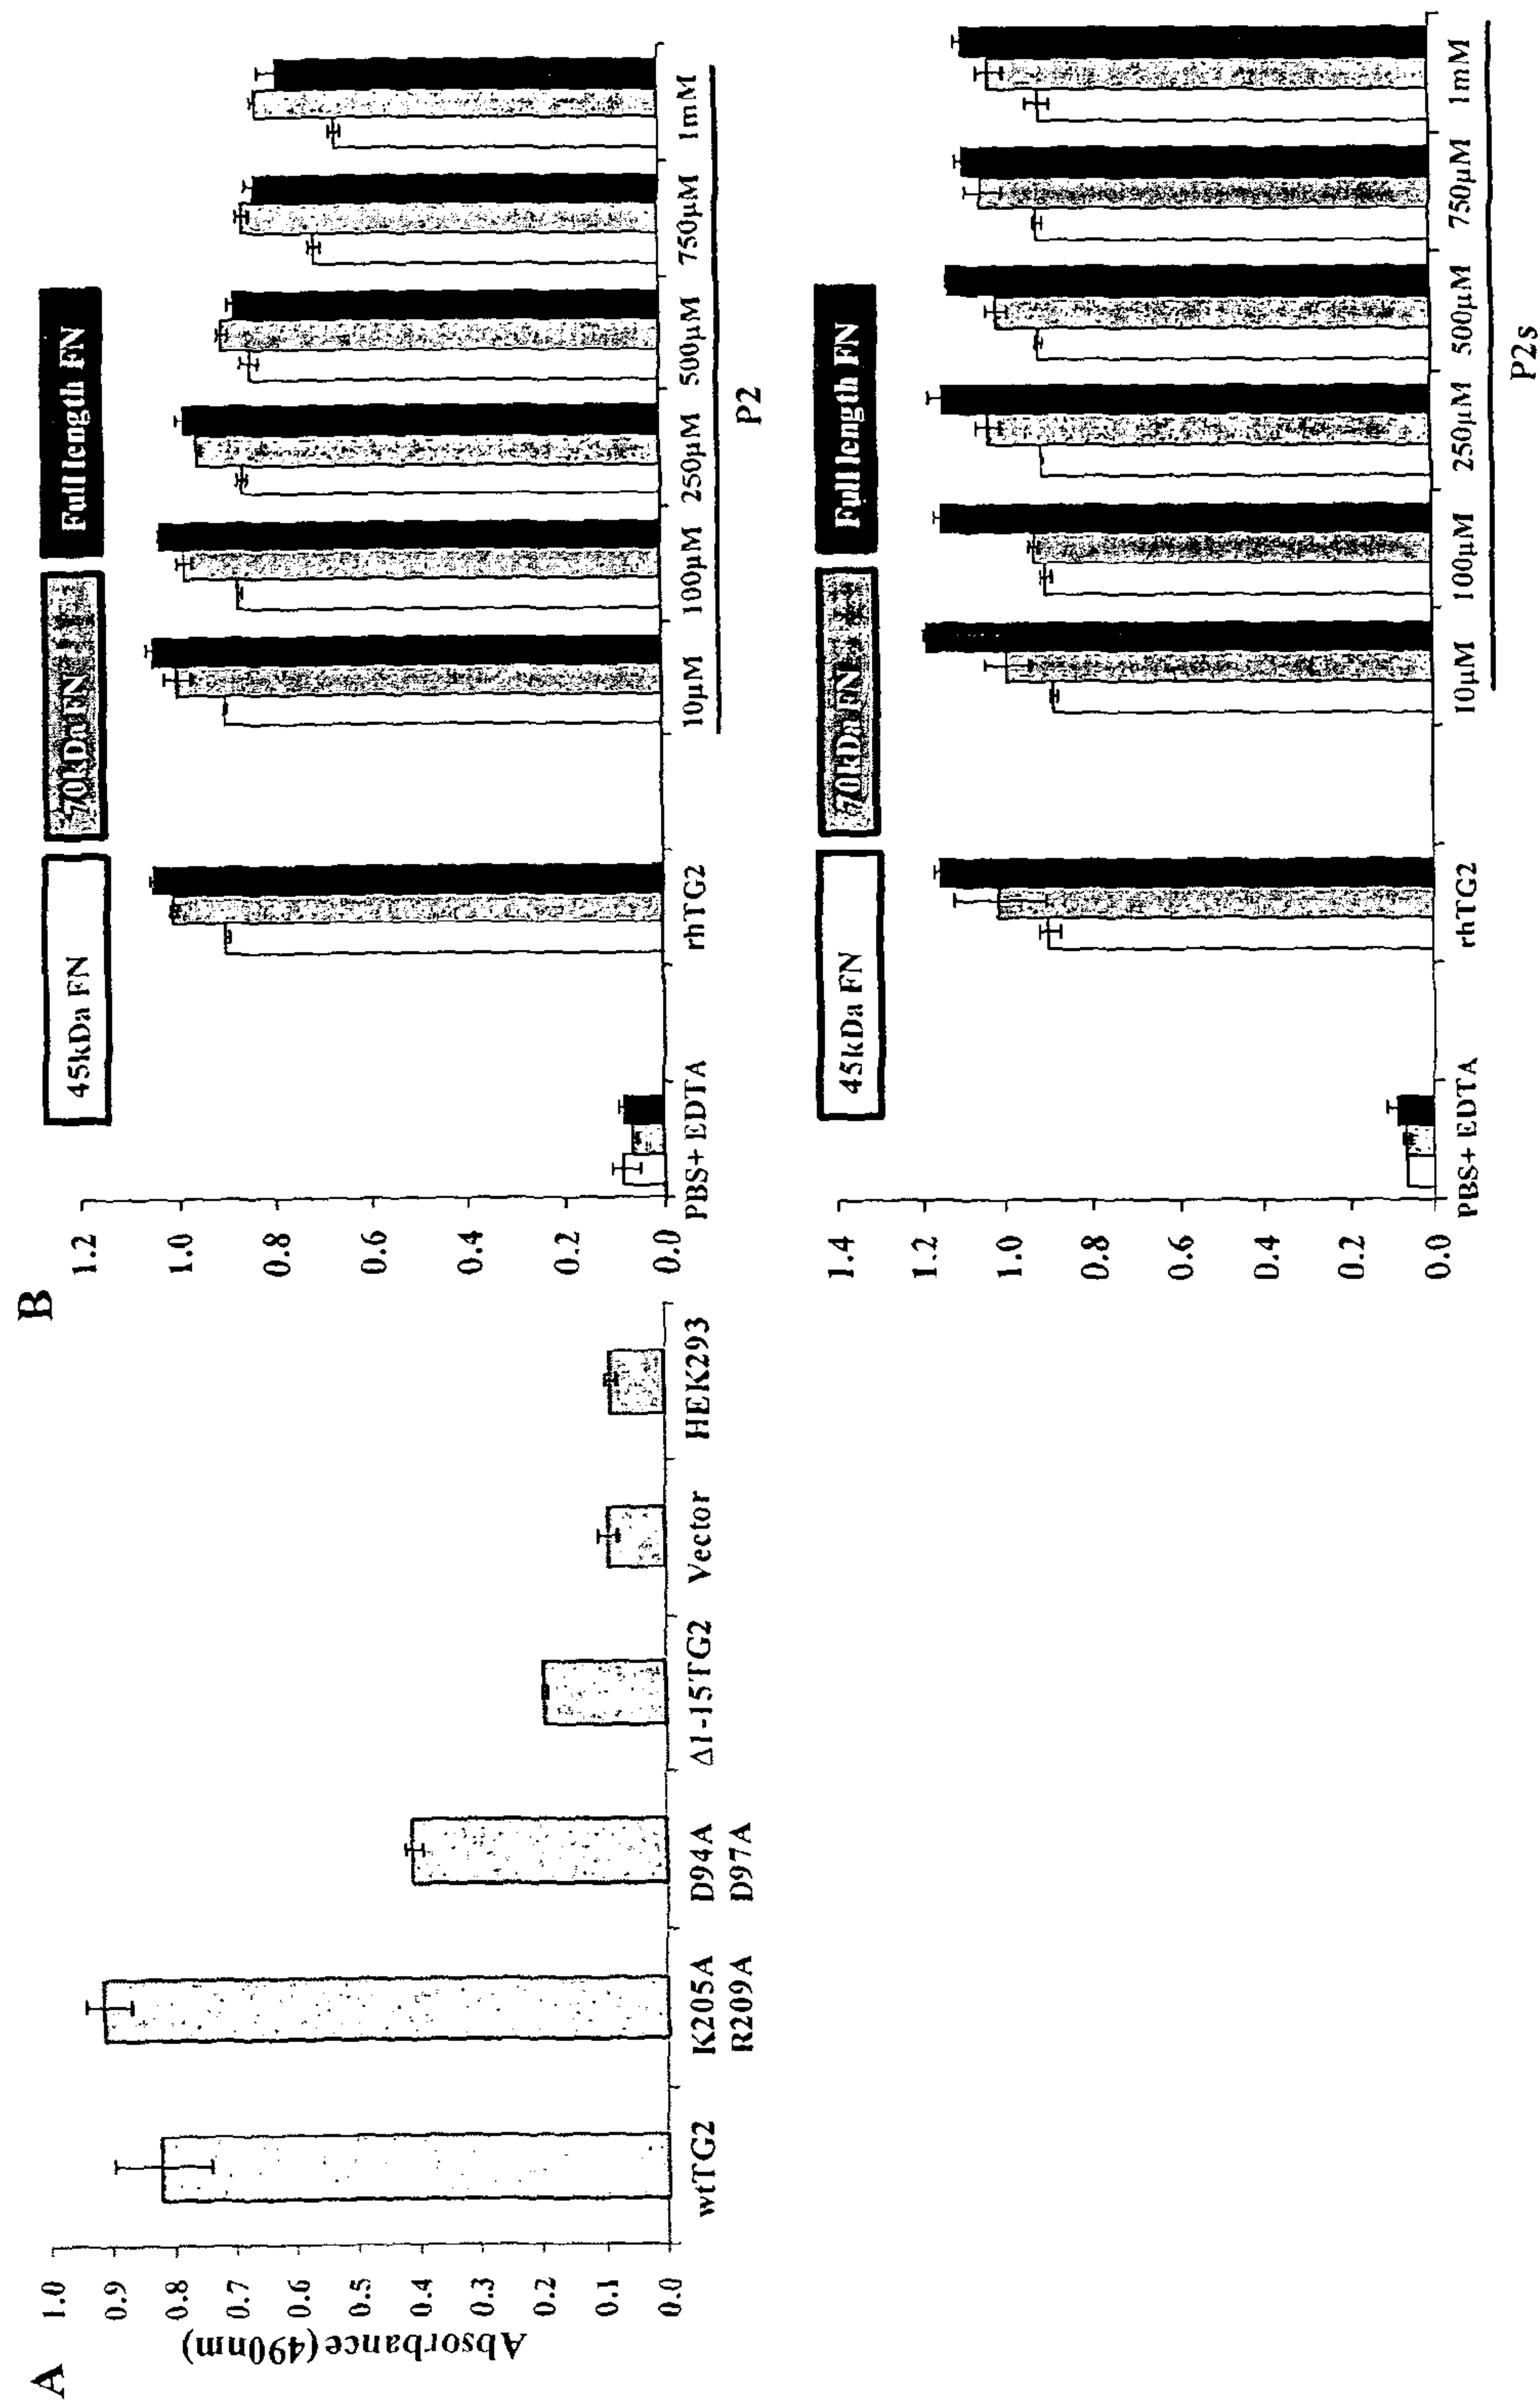 A
Absorbance (490nm)
1.0
0.9
0.8
0.7
0.6
0.5
0.4
0.3
0.2
0.1
0.0
wtTG2
K205A
R209A
D94A
D97A
Δ1-15TG2
Vector
HEK293
B
45kDa FN
70kDa FN
Full length FN
1.2
1.0
0.8
0.6
0.4
0.2
0.0
PBS+ EDTA
rhTG2
10μM
100μM
250μM
500μM
750μM
1mM
P2
45kDa FN
70kDa FN
Full length FN
1.4
1.2
1.0
0.8
0.6
0.4
0.2
0.0
PBS+ EDTA
rhTG2
10μM
100μM
250μM
500μM
750μM
1mM
P2s